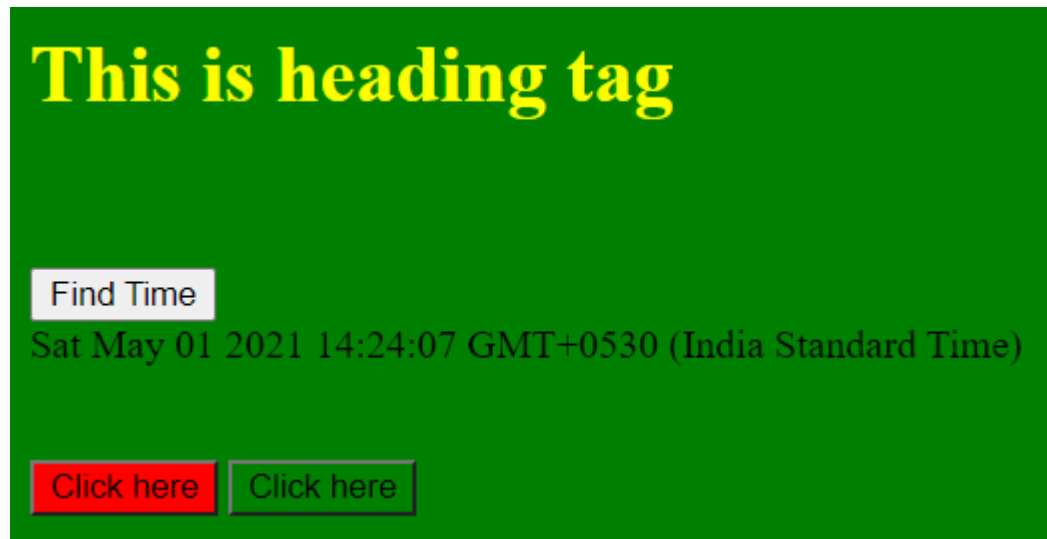 This is heading tag
Find Time
Sat May 01 2021 14:24:07 GMT+0530 (India Standard Time)
Click here Click here